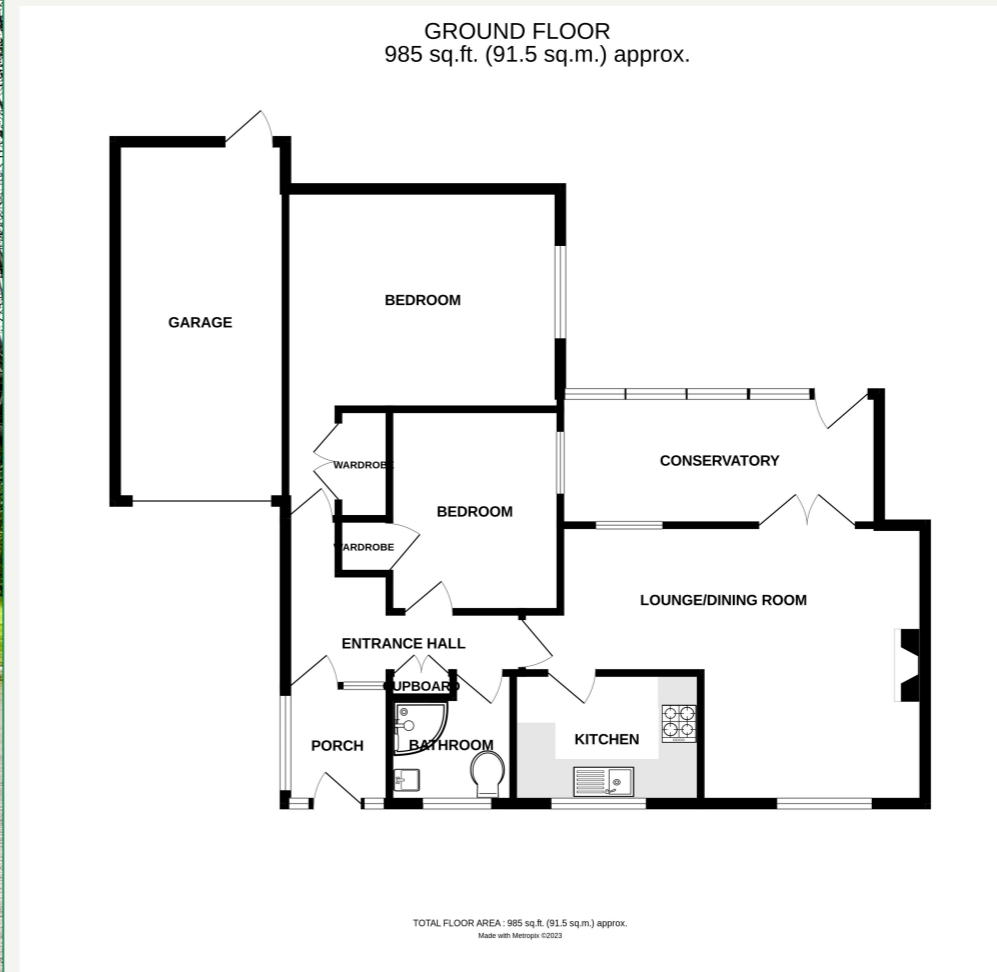 GROUND FLOOR
985 sq.ft. (91.5 sq.m.) approx.
BEDROOM
GARAGE
CONSERVATORY
WARDROBE
BEDROOM
WARDROBE
LOUNGE/DINING ROOM
ENTRANCE HALL
CUPBOARD
KITCHEN
PORCH
BATHROOM
TOTAL FLOOR AREA : 985 sq.ft. (91.5 sq.m.) approx.
Made with Metropix ©2023